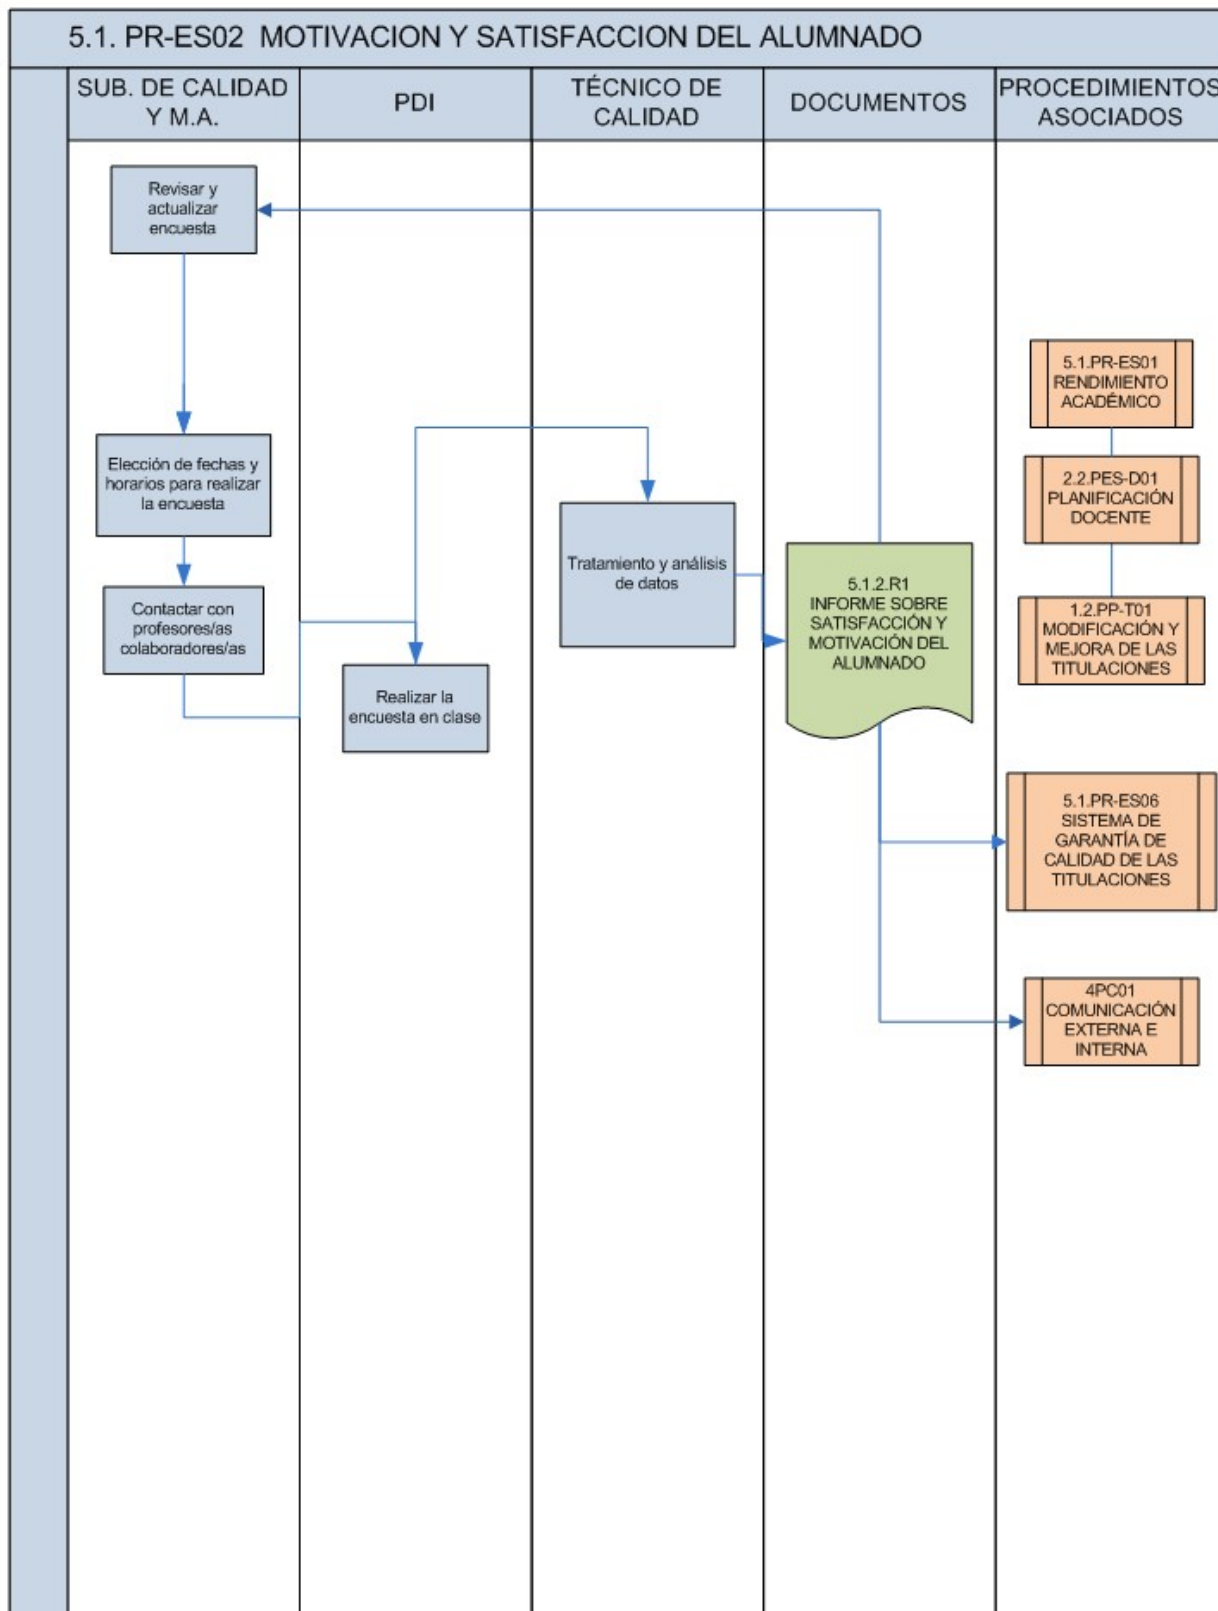 5.1. PR-ES02 MOTIVACION Y SATISFACCION DEL ALUMNADO
SUB. DE CALIDAD
Y M.A.
PDI
TÉCNICO DE
CALIDAD
DOCUMENTOS
PROCEDIMIENTOS
ASOCIADOS
Revisar y
actualizar
encuesta
Elección de fechas y
horarios para realizar
la encuesta
Contactar con
profesores/as
colaboradores/as
Realizar la
encuesta en clase
Tratamiento y análisis
de datos
5.1.2.R1
INFORME SOBRE
SATISFACCIÓN Y
MOTIVACIÓN DEL
ALUMNADO
5.1.PR-ES01
RENDIMIENTO
ACADÉMICO
2.2.PES-D01
PLANIFICACIÓN
DOCENTE
1.2.PP-T01
MODIFICACIÓN Y
MEJORA DE LAS
TITULACIONES
5.1.PR-ES06
SISTEMA DE
GARANTÍA DE
CALIDAD DE LAS
TITULACIONES
4PC01
COMUNICACIÓN
EXTERNA E
INTERNA